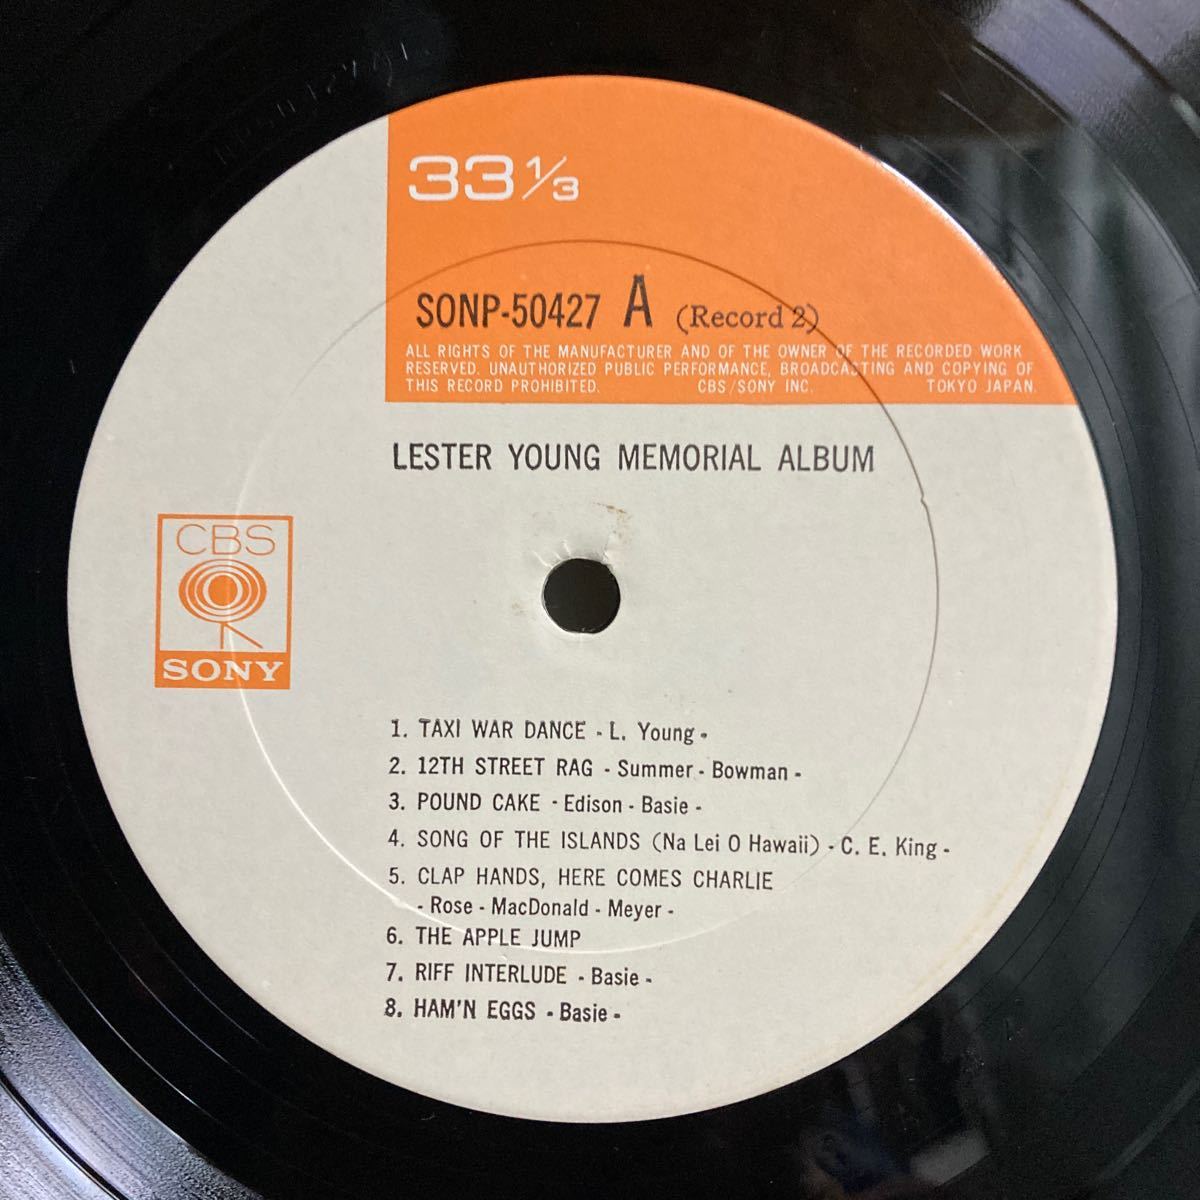 33 1/3
SONP-50427 A (Record 2)
ALL RIGHTS OF THE MANUFACTURER AND OF THE OWNER OF THE RECORDED WORK
RESERVED. UNAUTHORIZED PUBLIC PERFORMANCE, BROADCASTING AND COPYING OF
THIS RECORD PROHIBITED. CBS/SONY INC. TOKYO JAPAN.
LESTER YOUNG MEMORIAL ALBUM
CBS
SONY
1. TAXI WAR DANCE - L. Young -
2. 12TH STREET RAG - Summer - Bowman -
3. POUND CAKE - Edison - Basie -
4. SONG OF THE ISLANDS (Na Lei O Hawaii) - C. E. King -
5. CLAP HANDS, HERE COMES CHARLIE
- Rose - MacDonald - Meyer -
6. THE APPLE JUMP
7. RIFF INTERLUDE - Basie -
8. HAM'N EGGS - Basie -